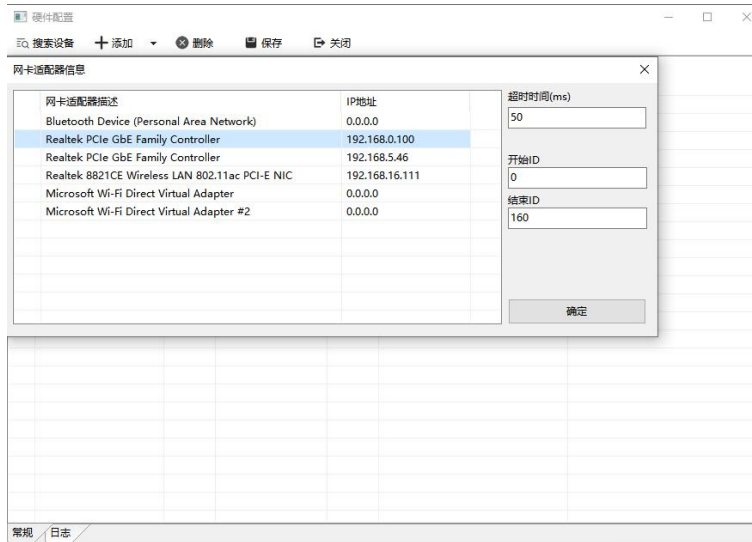 硬件配置
搜索设备 添加 删除 保存 关闭
网卡适配器信息
网卡适配器描述 IP地址
Bluetooth Device (Personal Area Network) 0.0.0.0
Realtek PCIe GbE Family Controller 192.168.0.100
Realtek PCIe GbE Family Controller 192.168.5.46
Realtek 8821CE Wireless LAN 802.11ac PCI-E NIC 192.168.16.111
Microsoft Wi-Fi Direct Virtual Adapter 0.0.0.0
Microsoft Wi-Fi Direct Virtual Adapter #2 0.0.0.0
超时时间(ms)
50
开始ID
0
结束ID
160
确定
常规 日志